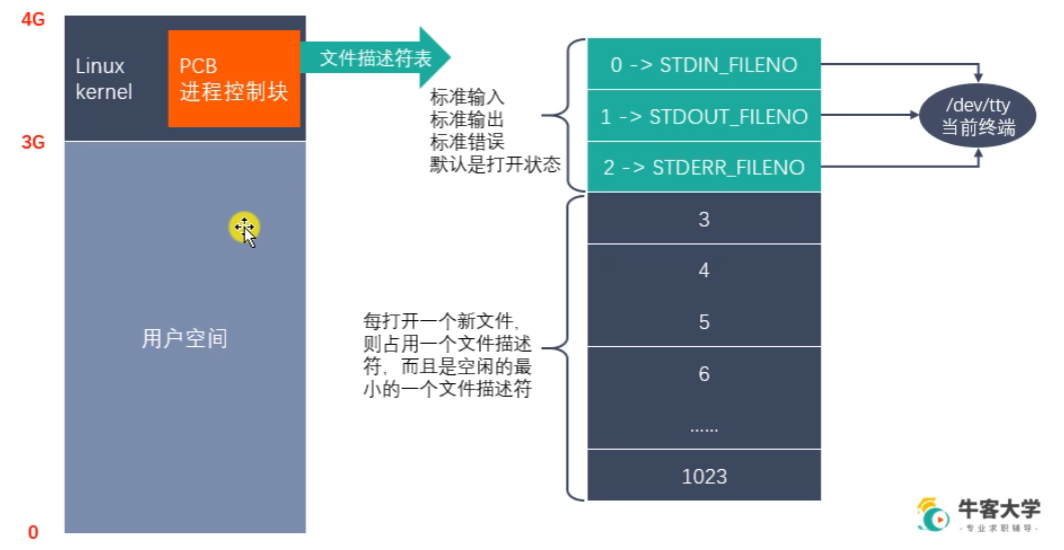 4G
Linux
kernel
PCB
进程控制块
文件描述符表
3G
用户空间
0
标准输入
标准输出
标准错误
默认是打开状态
0 -> STDIN_FILENO
1 -> STDOUT_FILENO
2 -> STDERR_FILENO
/dev/tty
当前终端
每打开一个新文件,
则占用一个文件描述
符,而且是空闲的最
小的一个文件描述符
3
4
5
6
......
1023
牛客大学
-专业求职辅导-